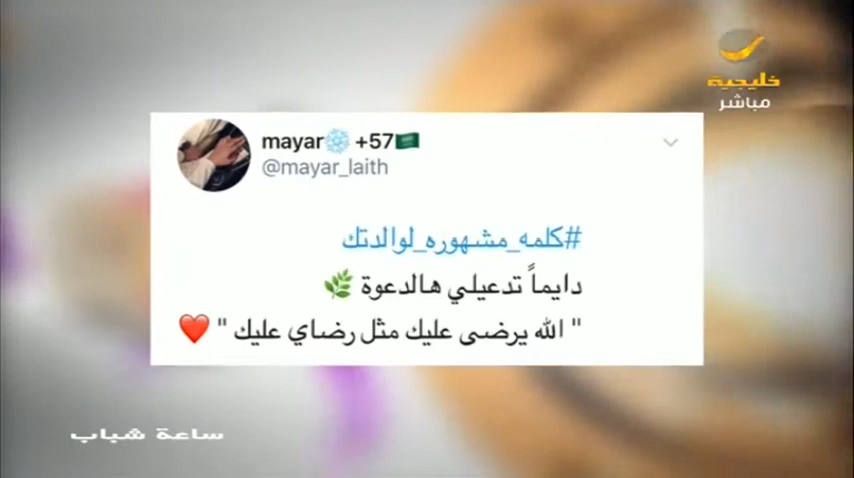 خليجية
مباشر
mayar❄️ +57🇸🇦
@mayar_laith
#كلمه_مشهوره_لوالدتك
دايماً تدعيلي هالدعوة 🌿
" الله يرضى عليك مثل رضاي عليك " ❤️
ساعة شباب